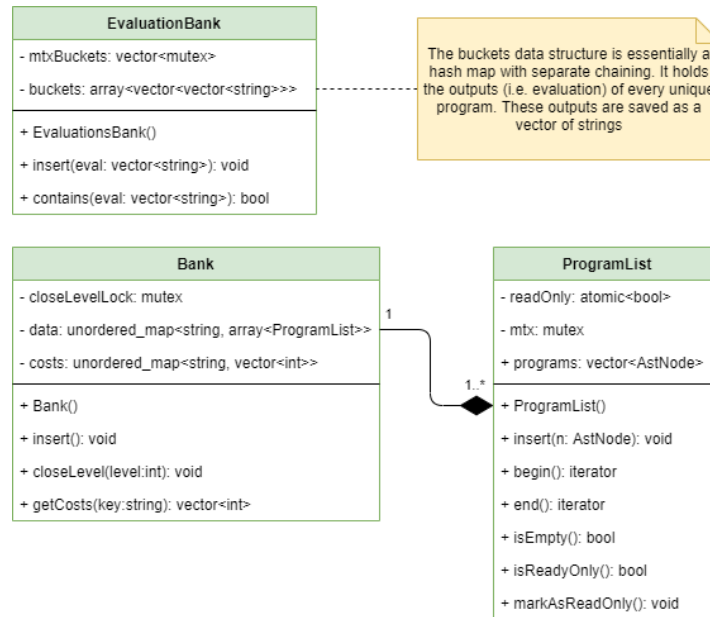 EvaluationBank
- mtxBuckets: vector<mutex>
- buckets: array<vector<vector<string>>>
+ EvaluationsBank()
+ insert(eval: vector<string>): void
+ contains(eval: vector<string>): bool
The buckets data structure is essentially a
hash map with separate chaining. It holds
the outputs (i.e. evaluation) of every unique
program. These outputs are saved as a
vector of strings
Bank
- closeLevelLock: mutex
- data: unordered_map<string, array<ProgramList>>
- costs: unordered_map<string, vector<int>>
+ Bank()
+ insert(): void
+ closeLevel(level:int): void
+ getCosts(key:string): vector<int>
1
1..*
ProgramList
- readOnly: atomic<bool>
- mtx: mutex
+ programs: vector<AstNode>
+ ProgramList()
+ insert(n: AstNode): void
+ begin(): iterator
+ end(): iterator
+ isEmpty(): bool
+ isReadyOnly(): bool
+ markAsReadOnly(): void